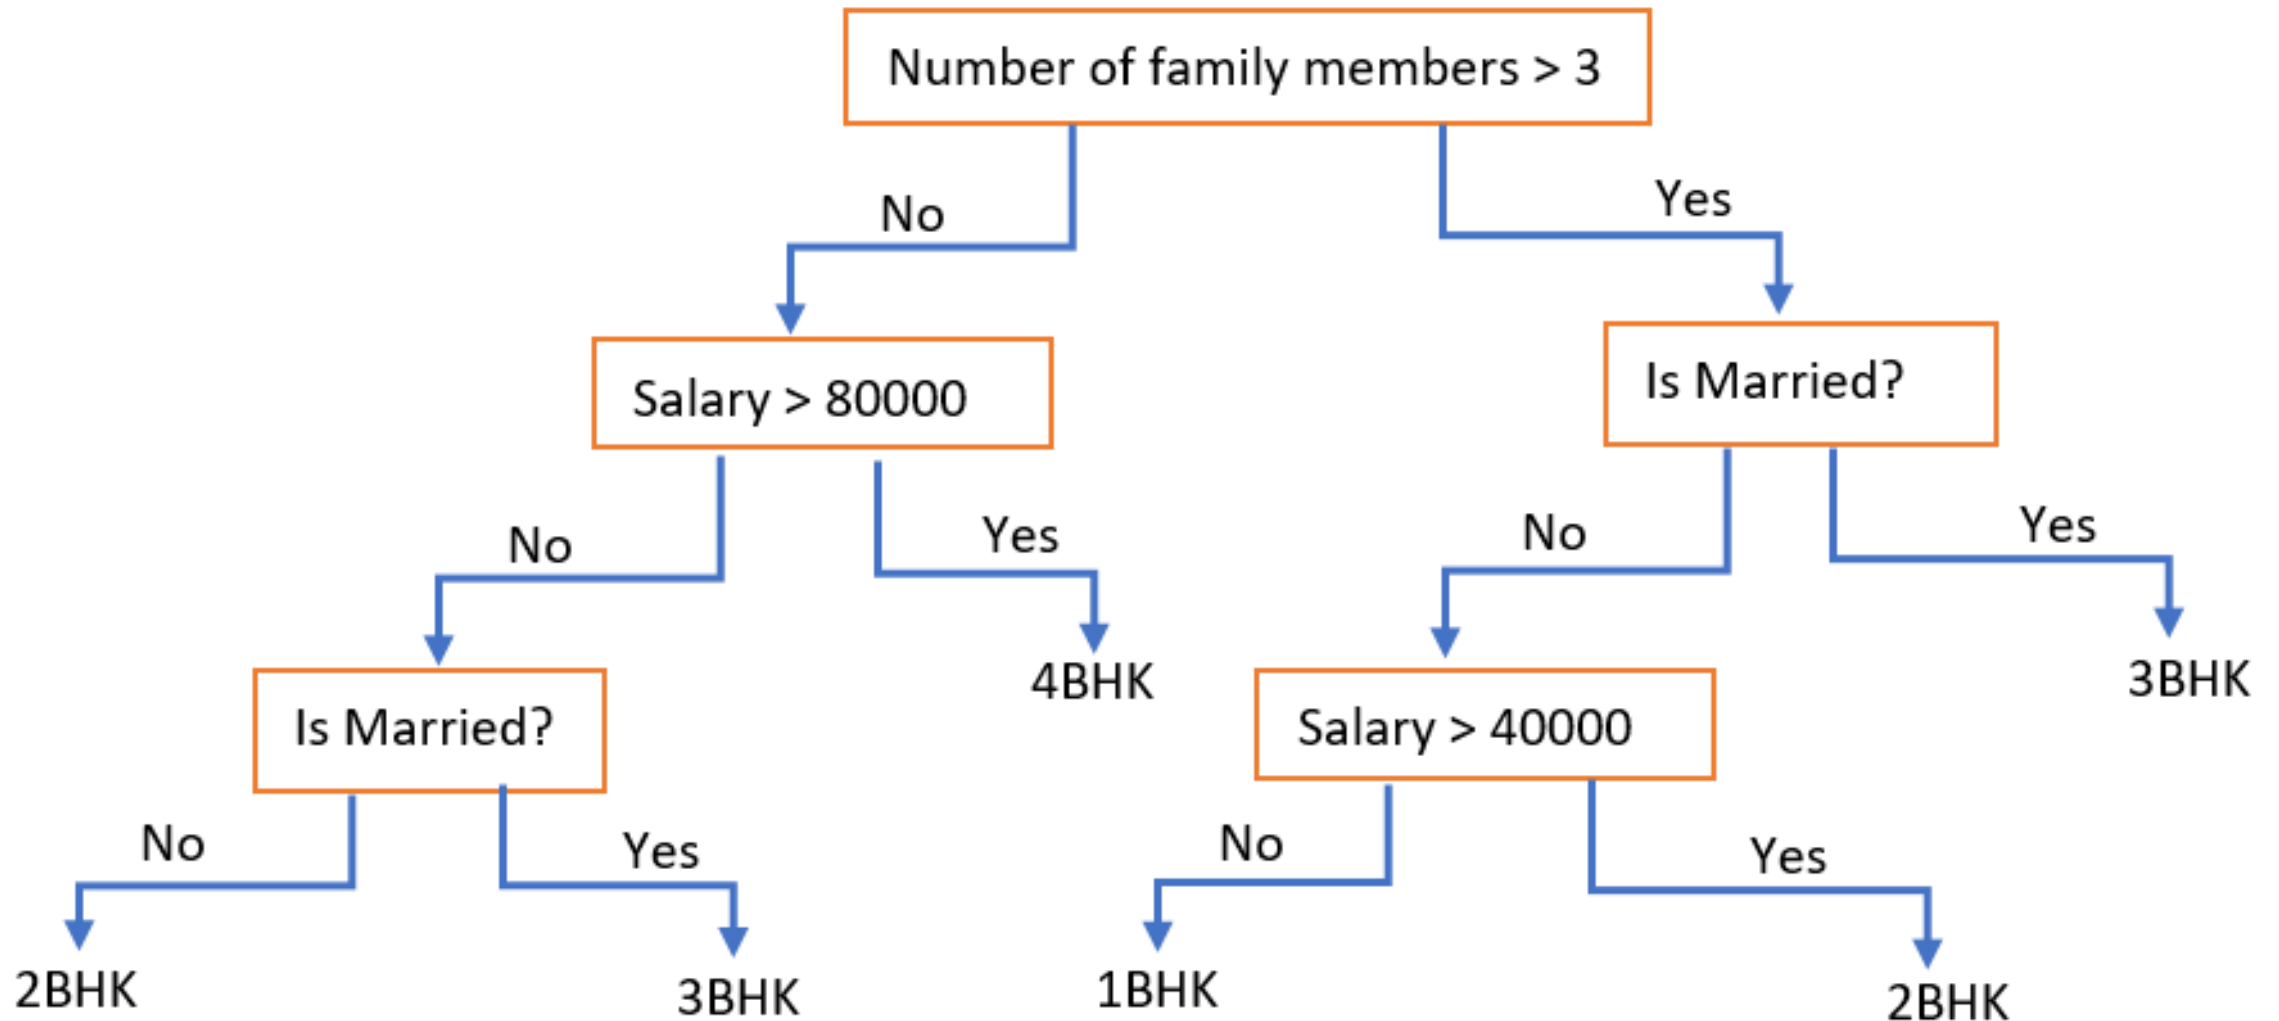 Number of family members > 3
No
Yes
Salary > 80000
Is Married?
No
Yes
No
Yes
4BHK
3BHK
Is Married?
Salary > 40000
No
Yes
No
Yes
2BHK
3BHK
1BHK
2BHK